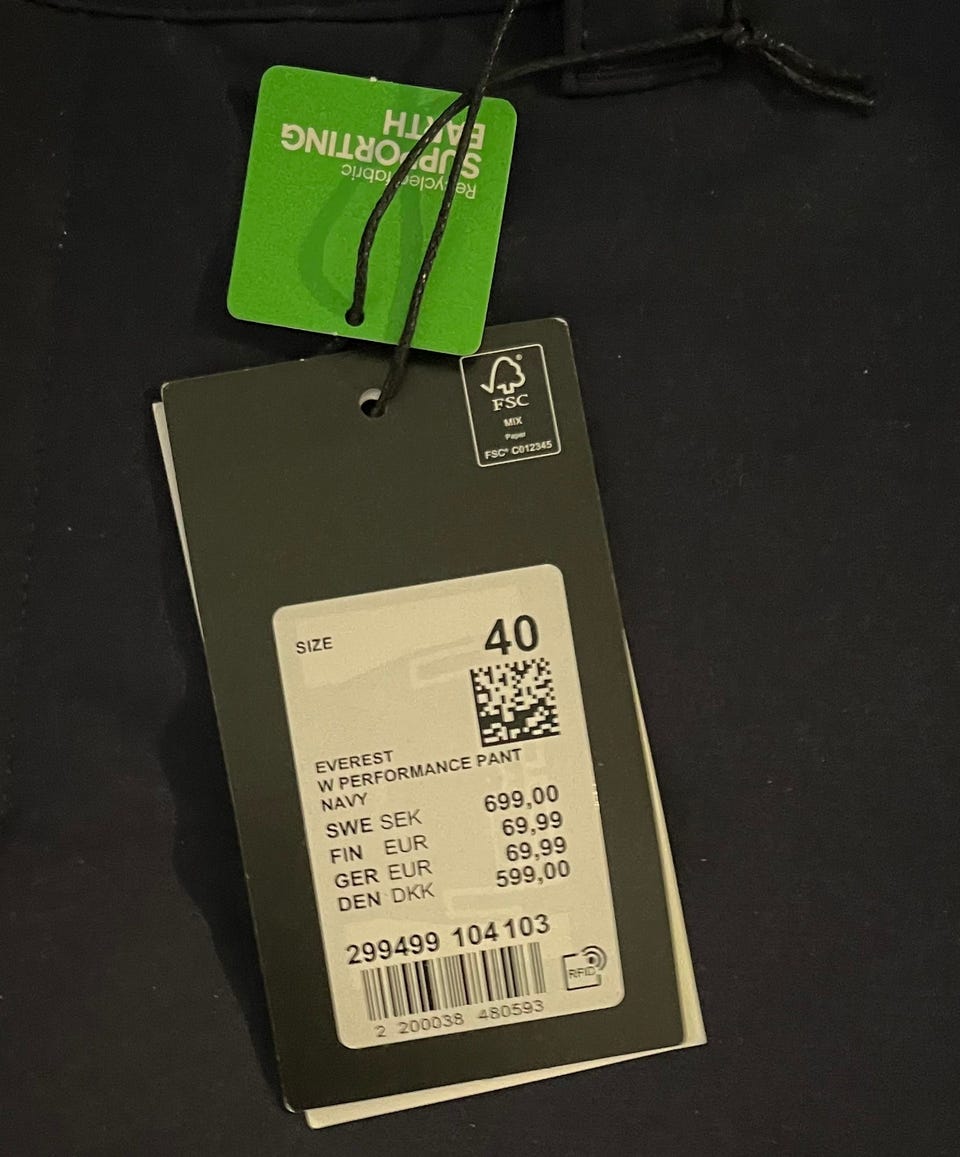 SUPPORTING
EARTH
Recycled fabric
FSC
MIX
Paper
FSC® C012345
SIZE 40
EVEREST
W PERFORMANCE PANT
NAVY
SWE SEK 699,00
FIN EUR 69,99
GER EUR 69,99
DEN DKK 599,00
299499 104103
RFID
2 200038 480593